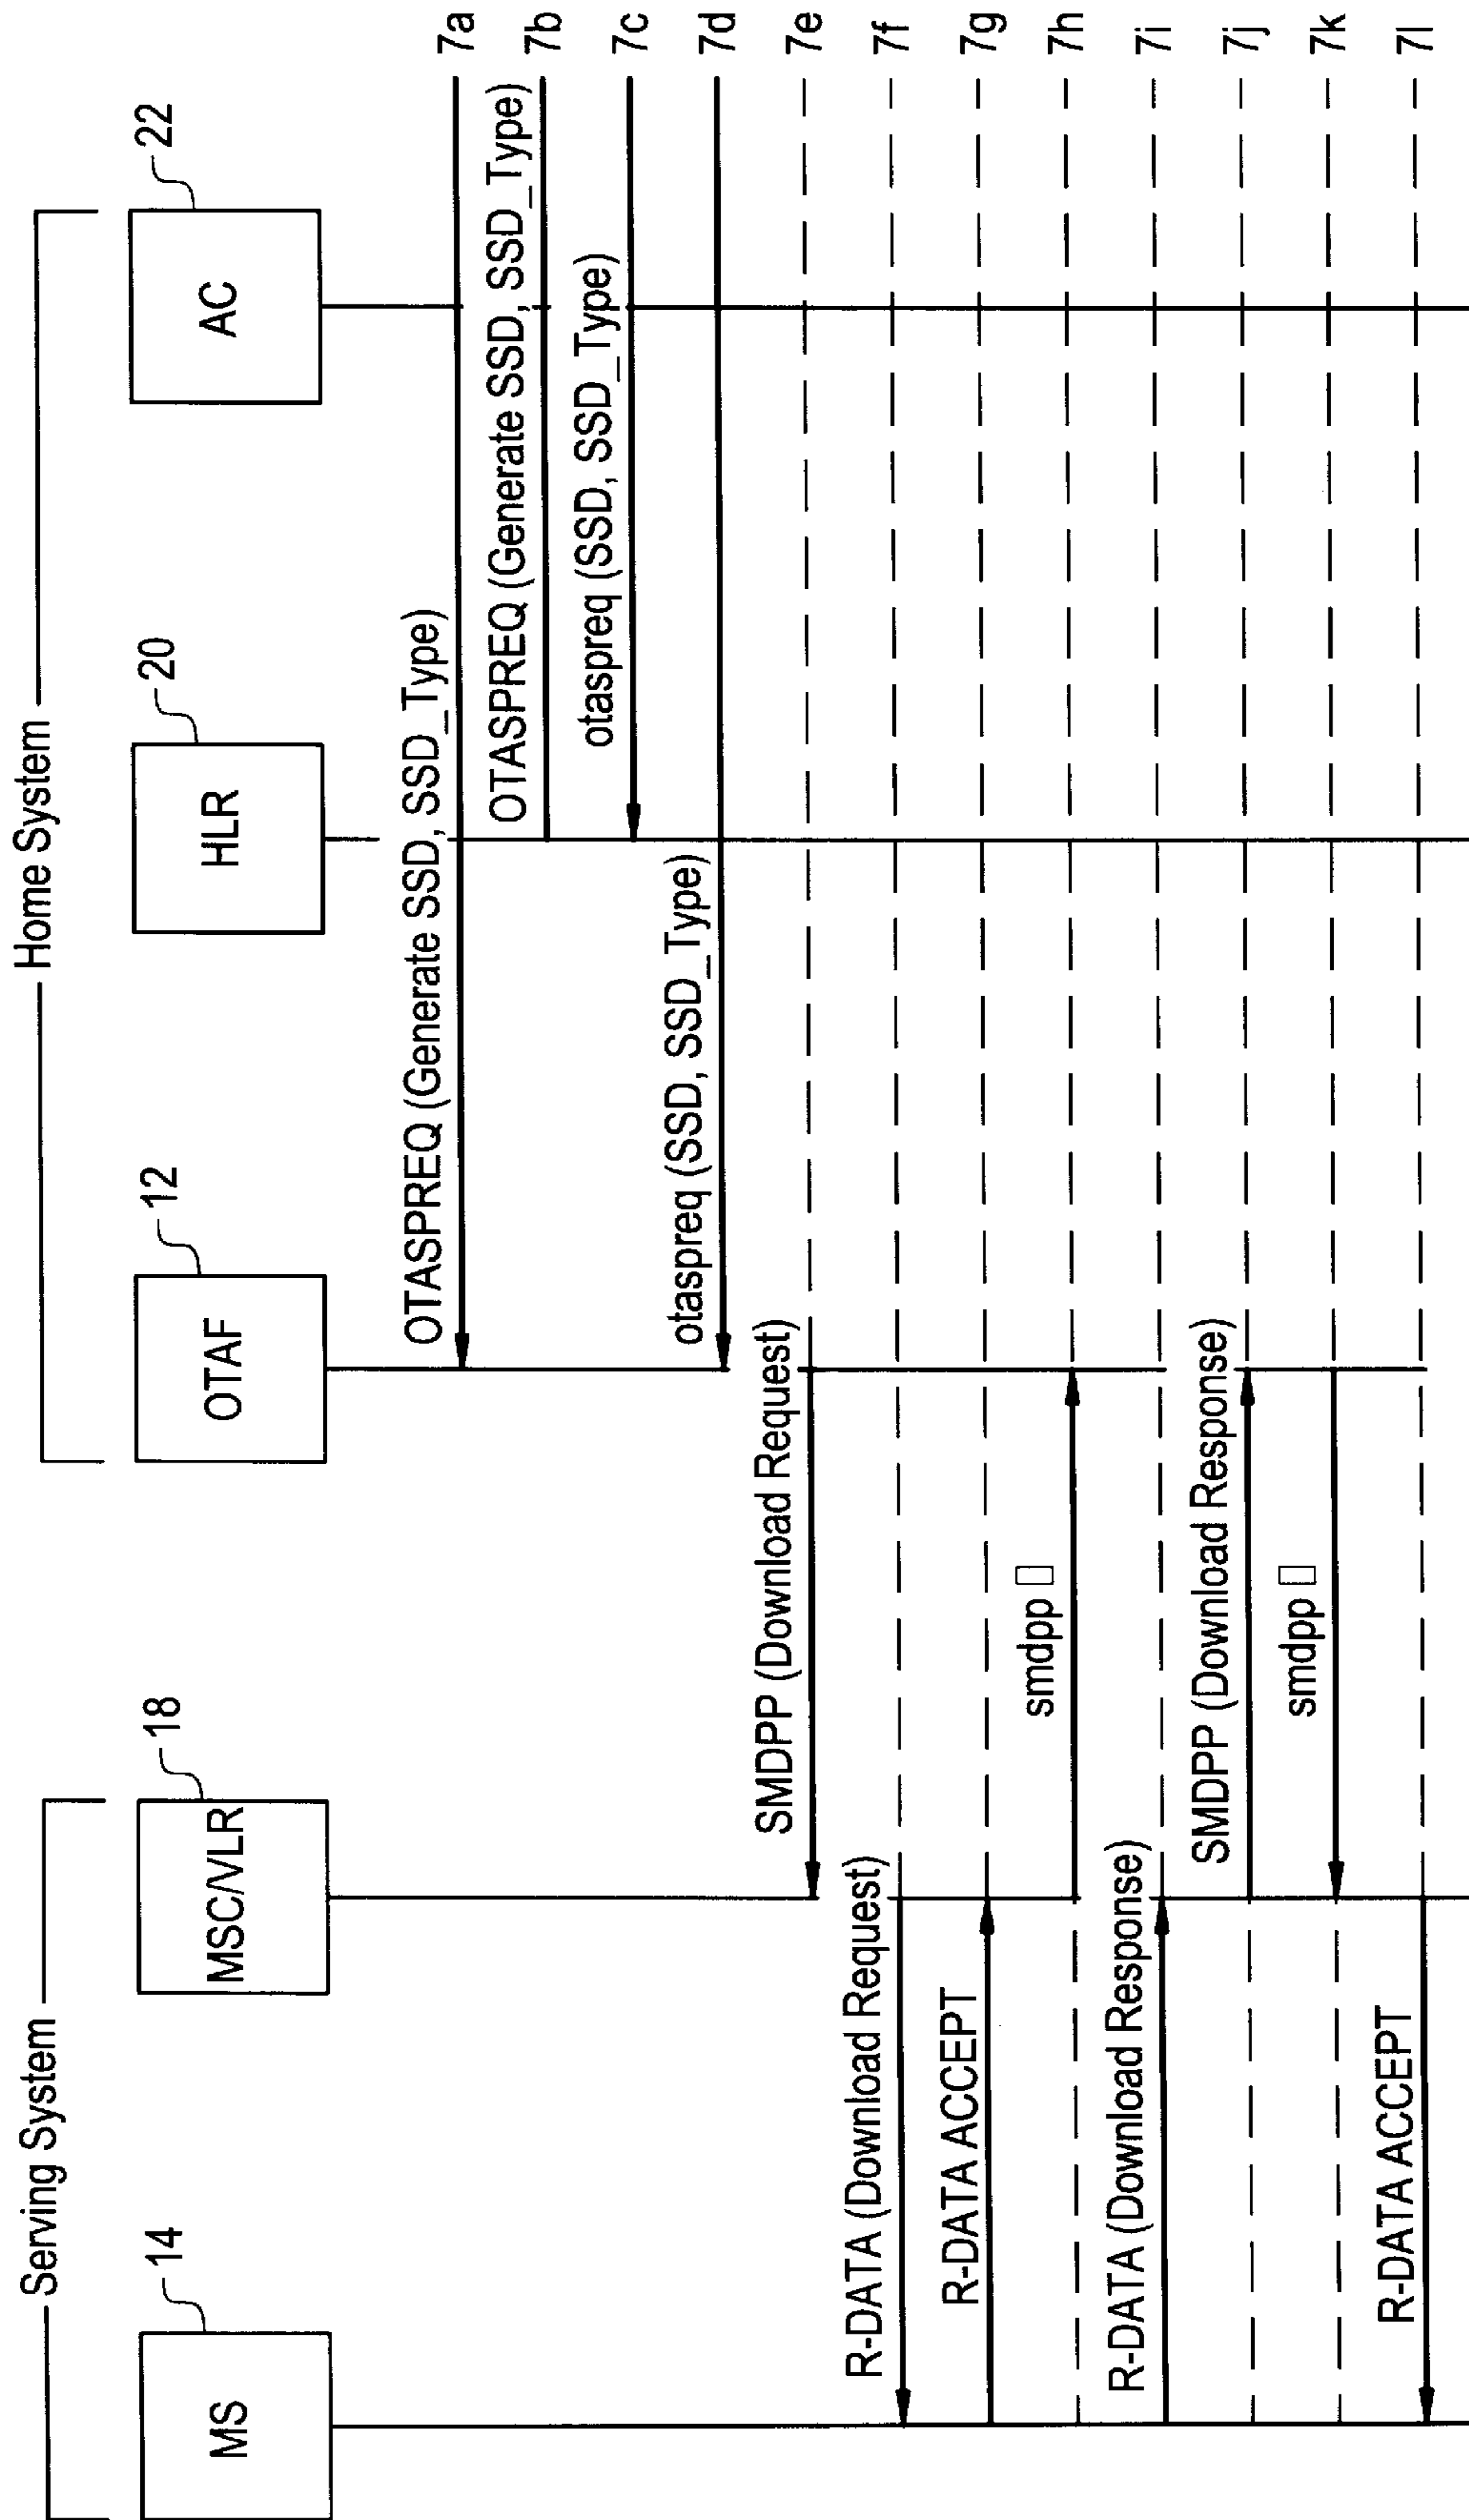 Serving System
Home System
MS
14
MSC/VLR
18
OTAF
12
HLR
20
AC
22
OTASPREQ (Generate SSD, SSD_Type)
7a
OTASPREQ (Generate SSD, SSD_Type)
7b
otaspreq (SSD, SSD_Type)
7c
otaspreq (SSD, SSD_Type)
7d
SMDPP (Download Request)
7e
R-DATA (Download Request)
7f
R-DATA ACCEPT
7g
smdpp []
7h
R-DATA (Download Response)
7i
SMDPP (Download Response)
7j
smdpp []
7k
R-DATA ACCEPT
7l